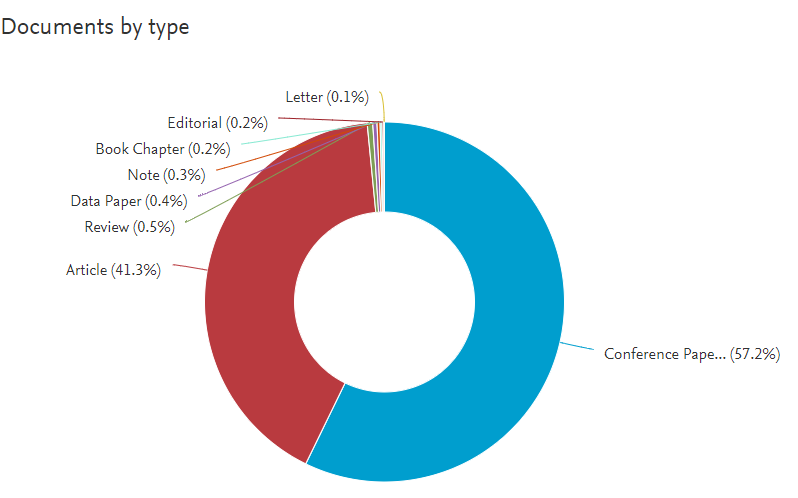 Documents by type
Letter (0.1%)
Editorial (0.2%)
Book Chapter (0.2%)
Note (0.3%)
Data Paper (0.4%)
Review (0.5%)
Article (41.3%)
Conference Pape... (57.2%)